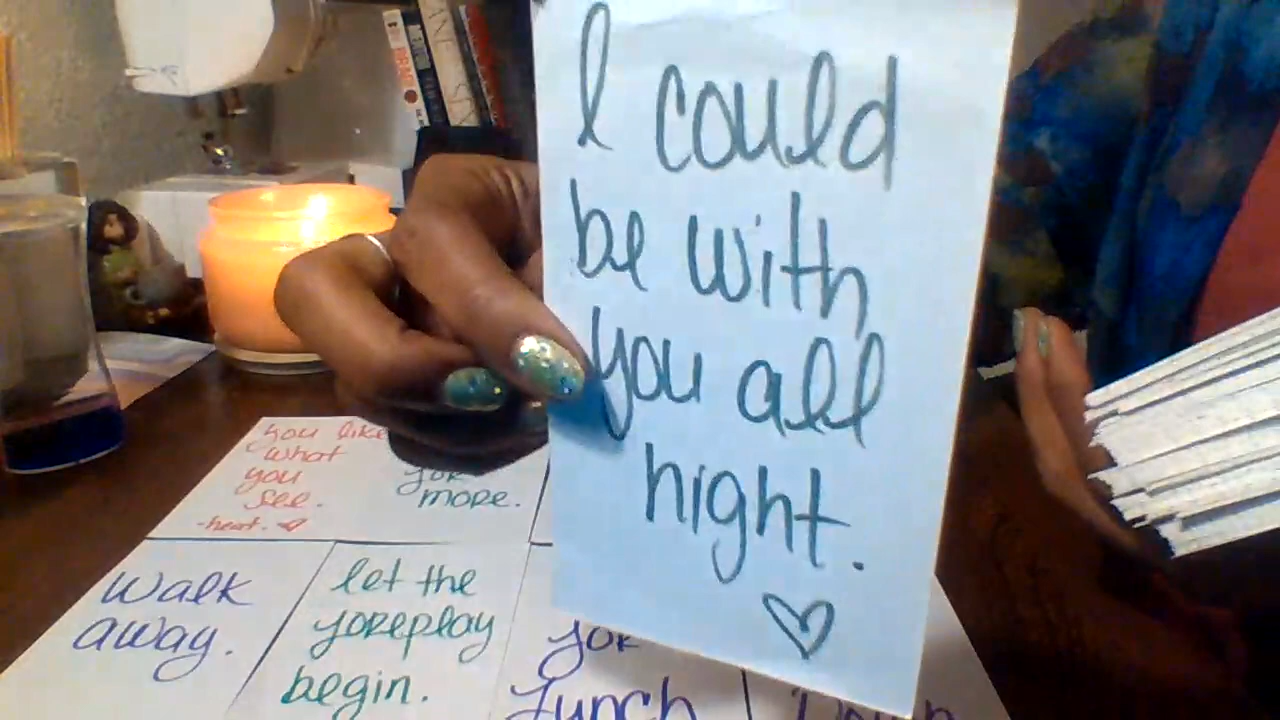 I could
be with
you all
night.
you like
what
you
see.
-heart.
for
more.
Walk
away.
let the
foreplay
begin.
for
Lunch